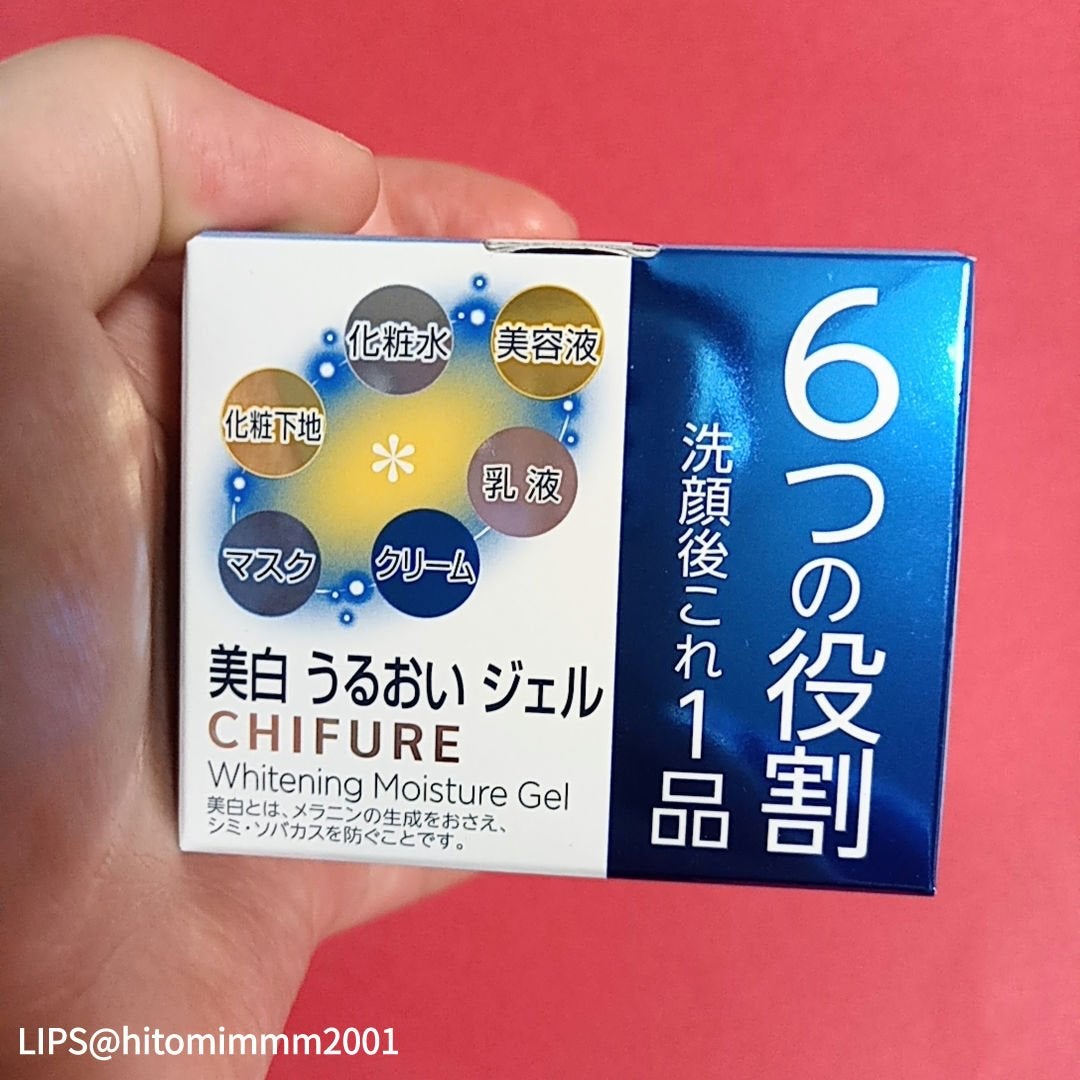 化粧水
美容液
化粧下地
乳液
マスク
クリーム
*
美白 うるおい ジェル
CHIFURE
Whitening Moisture Gel
美白とは、メラニンの生成をおさえ、
シミ・ソバカスを防ぐことです。
6つの役割
洗顔後これ1品
LIPS@hitomimmm2001